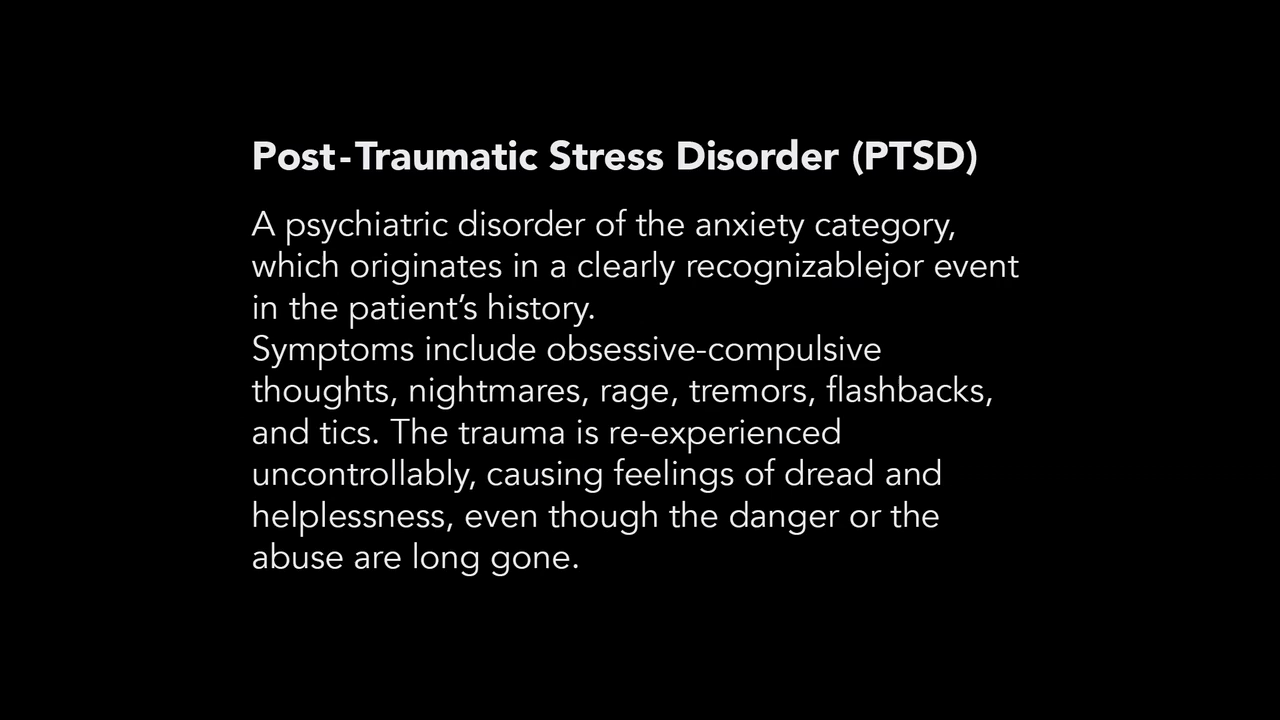 Post-Traumatic Stress Disorder (PTSD)
A psychiatric disorder of the anxiety category,
which originates in a clearly recognizablejor event
in the patient’s history.
Symptoms include obsessive-compulsive
thoughts, nightmares, rage, tremors, flashbacks,
and tics. The trauma is re-experienced
uncontrollably, causing feelings of dread and
helplessness, even though the danger or the
abuse are long gone.